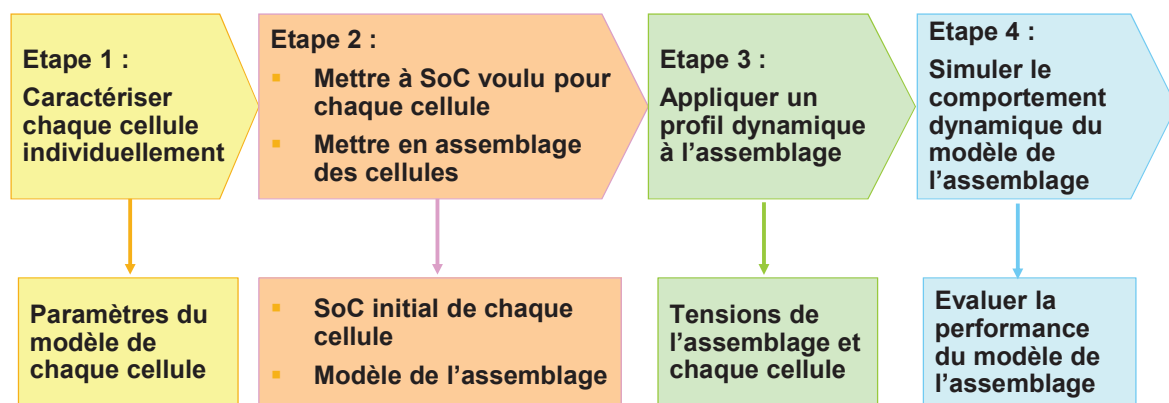 Etape 1 :
Caractériser
chaque cellule
individuellement
Etape 2 :
▪ Mettre à SoC voulu pour
chaque cellule
▪ Mettre en assemblage
des cellules
Etape 3 :
Appliquer un
profil dynamique
à l’assemblage
Etape 4 :
Simuler le
comportement
dynamique du
modèle de
l’assemblage
Paramètres du
modèle de
chaque cellule
▪ SoC initial de chaque
cellule
▪ Modèle de l’assemblage
Tensions de
l’assemblage et
chaque cellule
Evaluer la
performance
du modèle de
l’assemblage